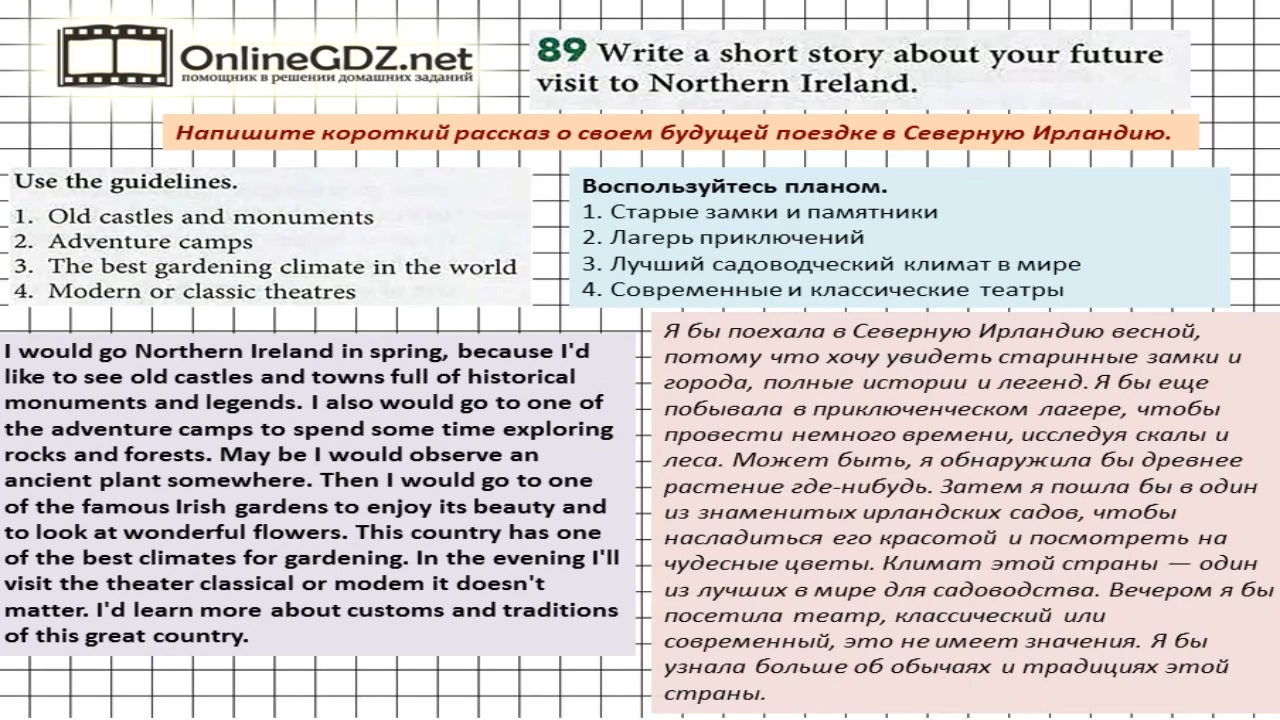 OnlineGDZ.net
помощник в решении домашних заданий
89 Write a short story about your future
visit to Northern Ireland.
Напишите короткий рассказ о своем будущей поездке в Северную Ирландию.
Use the guidelines.
1. Old castles and monuments
2. Adventure camps
3. The best gardening climate in the world
4. Modern or classic theatres
Воспользуйтесь планом.
1. Старые замки и памятники
2. Лагерь приключений
3. Лучший садоводческий климат в мире
4. Современные и классические театры
I would go Northern Ireland in spring, because I'd
like to see old castles and towns full of historical
monuments and legends. I also would go to one of
the adventure camps to spend some time exploring
rocks and forests. May be I would observe an
ancient plant somewhere. Then I would go to one
of the famous Irish gardens to enjoy its beauty and
to look at wonderful flowers. This country has one
of the best climates for gardening. In the evening I'll
visit the theater classical or modem it doesn't
matter. I'd learn more about customs and traditions
of this great country.
Я бы поехала в Северную Ирландию весной,
потому что хочу увидеть старинные замки и
города, полные истории и легенд. Я бы еще
побывала в приключенческом лагере, чтобы
провести немного времени, исследуя скалы и
леса. Может быть, я обнаружила бы древнее
растение где-нибудь. Затем я пошла бы в один
из знаменитых ирландских садов, чтобы
насладиться его красотой и посмотреть на
чудесные цветы. Климат этой страны — один
из лучших в мире для садоводства. Вечером я бы
посетила театр, классический или
современный, это не имеет значения. Я бы
узнала больше об обычаях и традициях этой
страны.